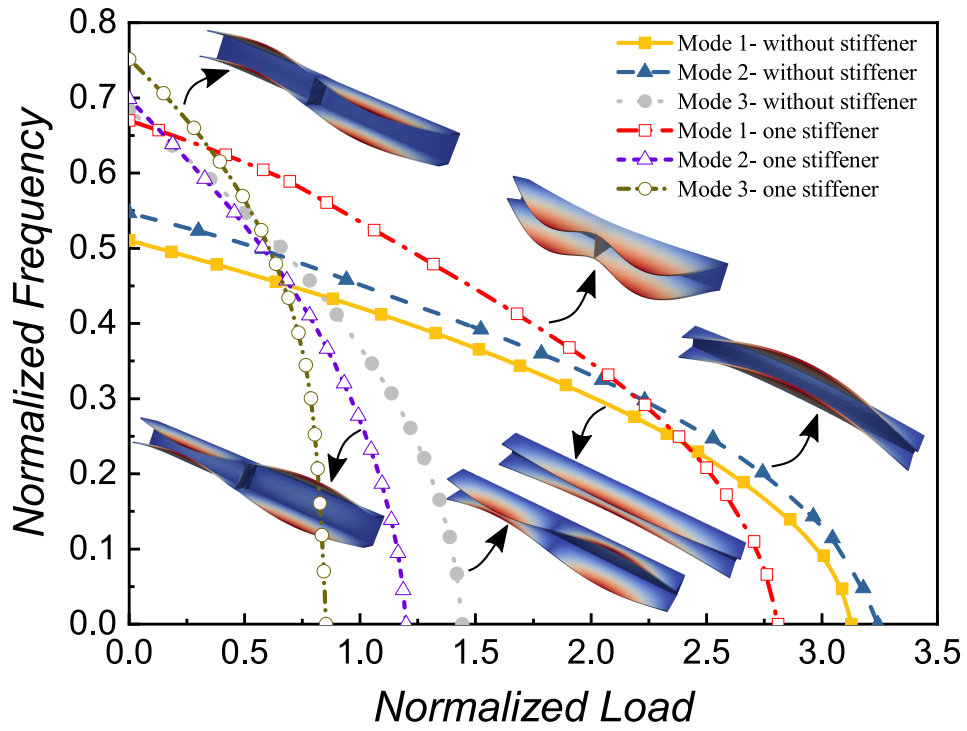 Normalized Frequency
0.8
0.7
0.6
0.5
0.4
0.3
0.2
0.1
0.0
Mode 1- without stiffener
Mode 2- without stiffener
Mode 3- without stiffener
Mode 1- one stiffener
Mode 2- one stiffener
Mode 3- one stiffener
0.0 0.5 1.0 1.5 2.0 2.5 3.0 3.5
Normalized Load